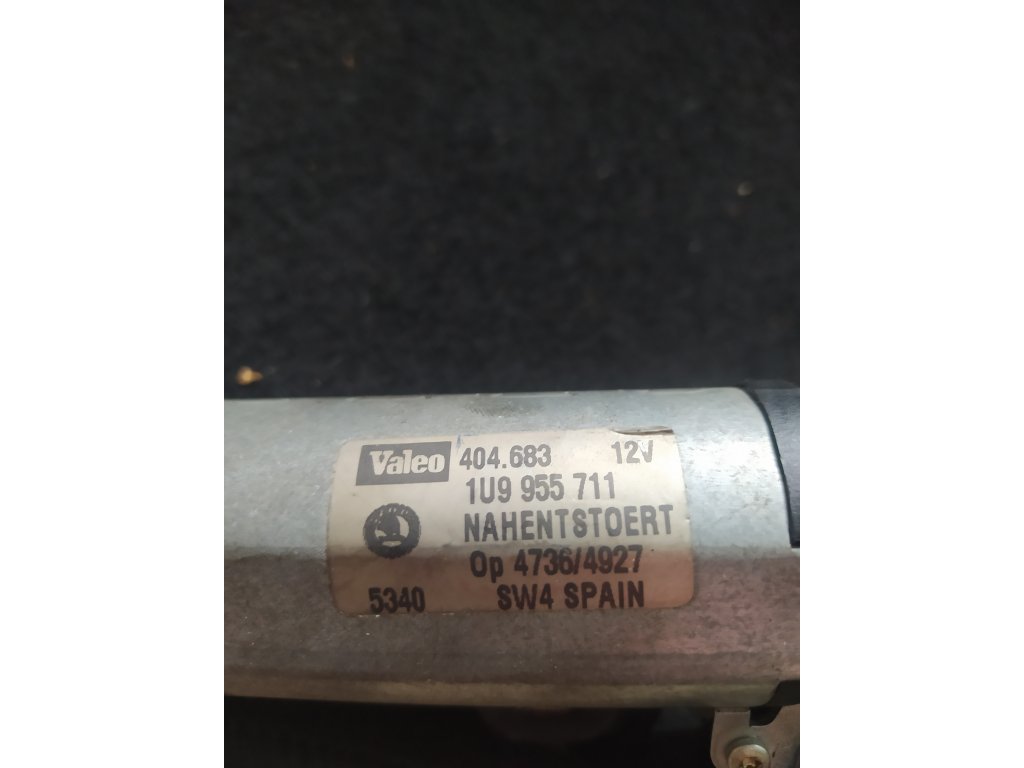 Valeo 404.683 12V
1U9 955 711
NAHENTSTOERT
Op 4736/4927
5340 SW4 SPAIN